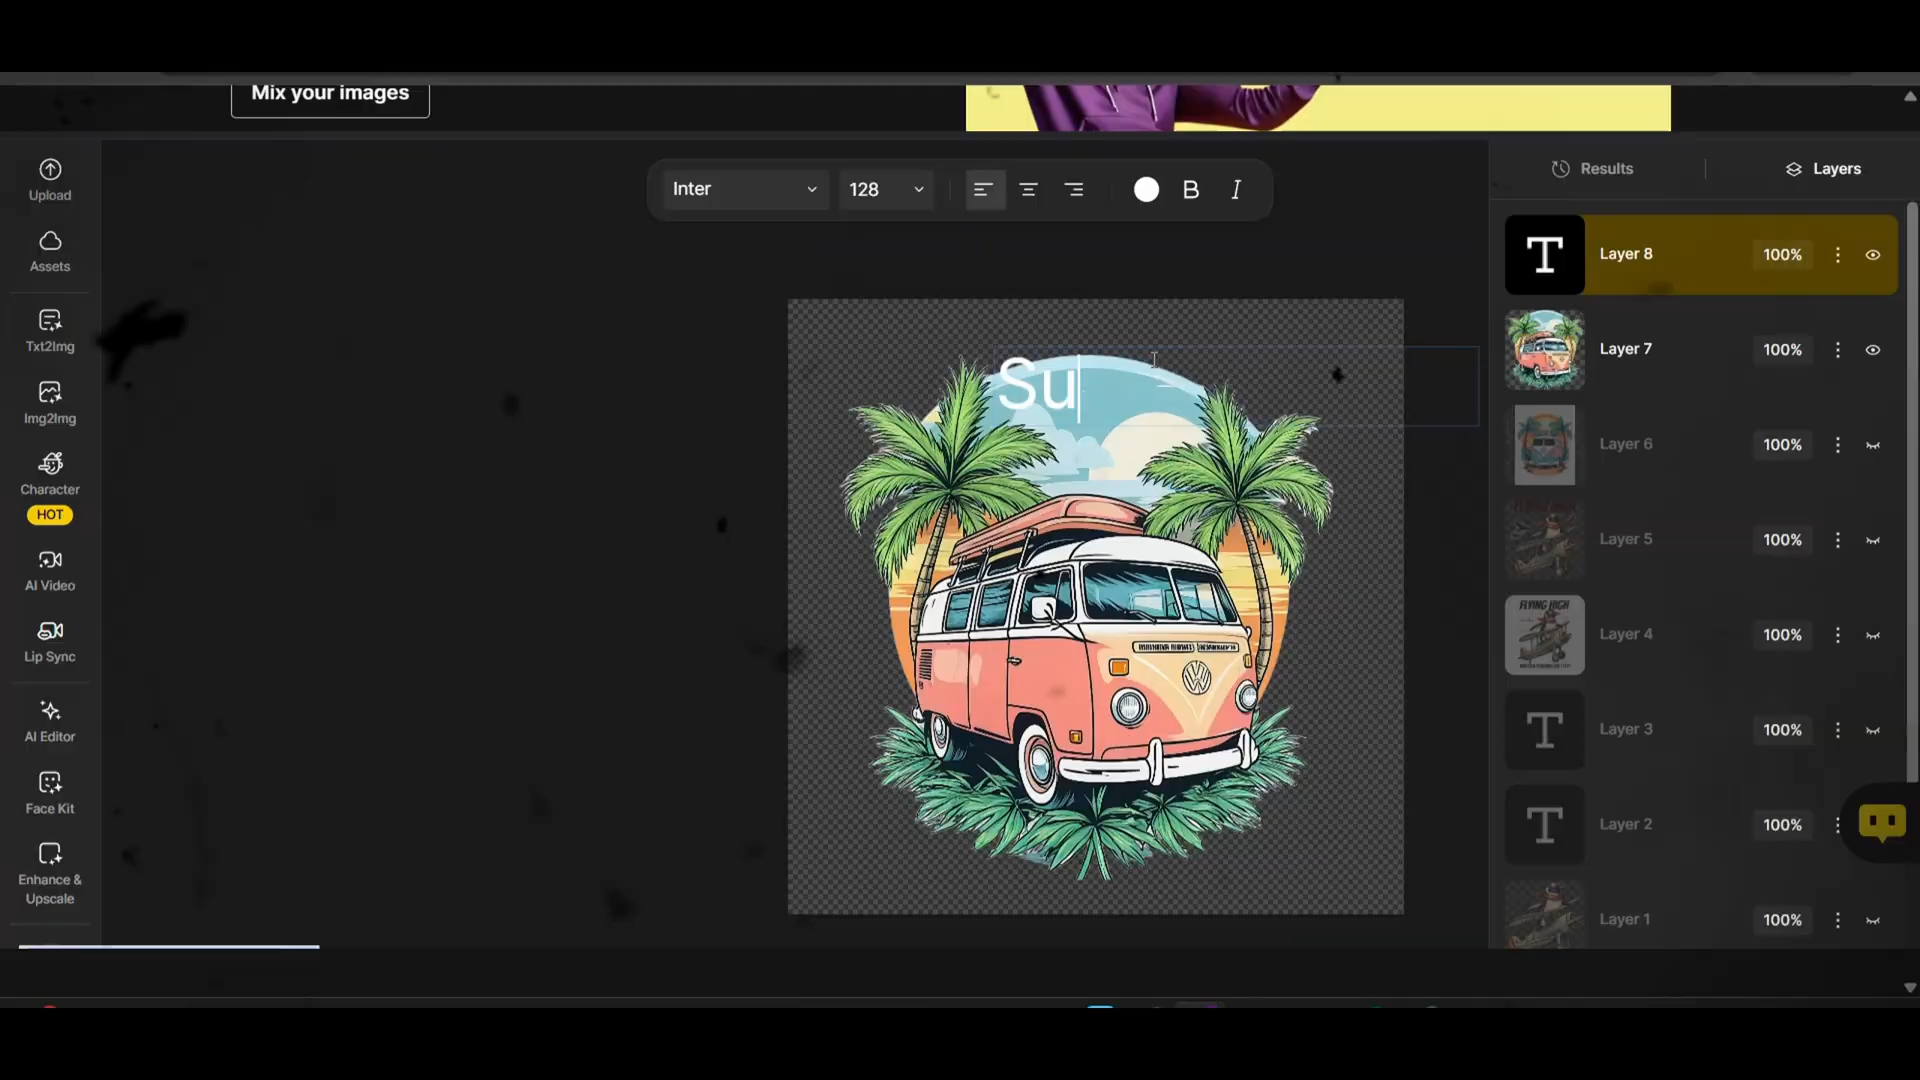 Mix your images
Upload
Assets
Txt2Img
Img2Img
Character
HOT
AI Video
Lip Sync
AI Editor
Face Kit
Enhance &
Upscale
Inter
128
B
I
Su
VW
Results
Layers
T
Layer 8
100%
Layer 7
100%
Layer 6
100%
Layer 5
100%
FLYING HIGH
Layer 4
100%
T
Layer 3
100%
T
Layer 2
100%
Layer 1
100%